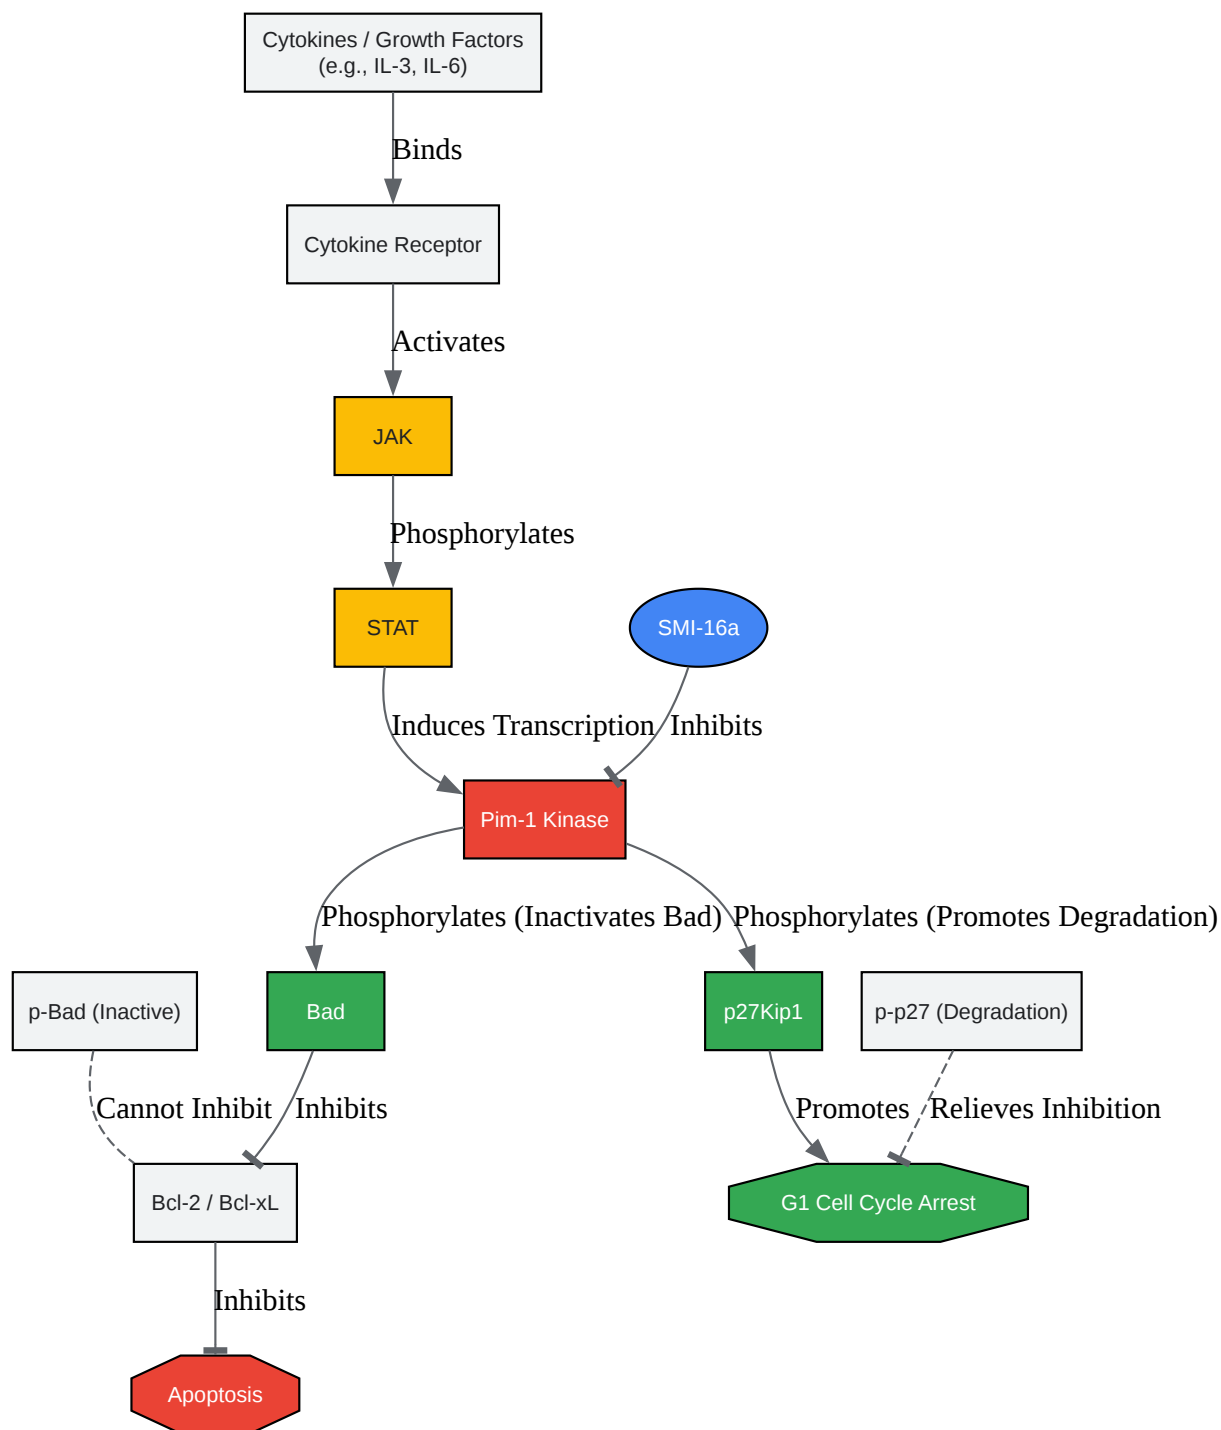 Cytokines / Growth Factors
(e.g., IL-3, IL-6)
Binds
Cytokine Receptor
Activates
JAK
Phosphorylates
STAT
SMI-16a
Induces Transcription
Inhibits
Pim-1 Kinase
Phosphorylates (Inactivates Bad)
Phosphorylates (Promotes Degradation)
p-Bad (Inactive)
Bad
p27Kip1
p-p27 (Degradation)
Cannot Inhibit
Inhibits
Promotes
Relieves Inhibition
Bcl-2 / Bcl-xL
G1 Cell Cycle Arrest
Inhibits
Apoptosis